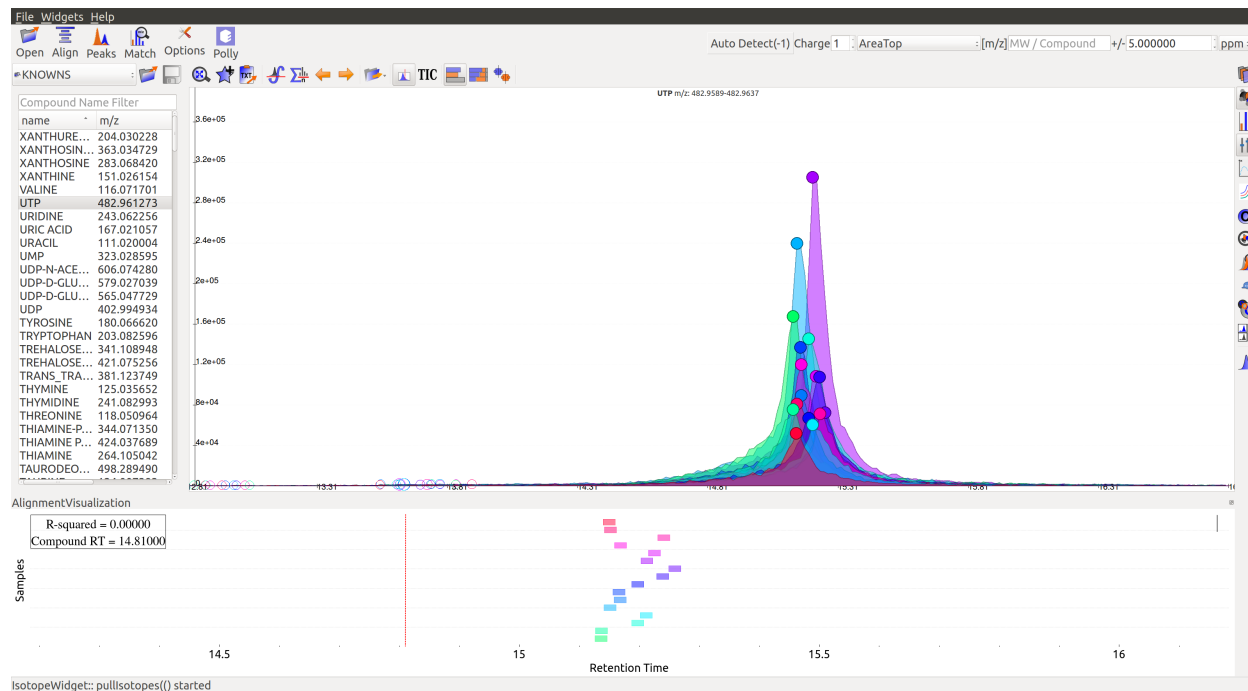 File Widgets Help
Open Align Peaks Match Options Polly
Auto Detect(-1) Charge 1 AreaTop [m/z] MW / Compound +/- 5.000000 ppm
KNOWNS
TXT TIC
Compound Name Filter
name m/z
XANTHURE... 204.030228
XANTHOSIN... 363.034729
XANTHOSINE 283.068420
XANTHINE 151.026154
VALINE 116.071701
UTP 482.961273
URIDINE 243.062256
URIC ACID 167.021057
URACIL 111.020004
UMP 323.028595
UDP-N-ACE... 606.074280
UDP-D-GLU... 579.027039
UDP-D-GLU... 565.047729
UDP 402.994934
TYROSINE 180.066620
TRYPTOPHAN 203.082596
TREHALOSE... 341.108948
TREHALOSE... 421.075256
TRANS_TRA... 381.123749
THYMINE 125.035652
THYMIDINE 241.082993
THREONINE 118.050964
THIAMINE-P... 344.071350
THIAMINE P... 424.037689
THIAMINE 264.105042
TAURODEO... 498.289490
UTP m/z: 482.9589-482.9637
3.6e+05
3.2e+05
2.8e+05
2.4e+05
2e+05
1.6e+05
1.2e+05
8e+04
4e+04
0
12.81 13.31 13.81 14.31 14.81 15.31 15.81 16.31
AlignmentVisualization
R-squared = 0.00000
Compound RT = 14.81000
Samples
14.5 15 15.5 16
Retention Time
IsotopeWidget:: pullIsotopes(() started